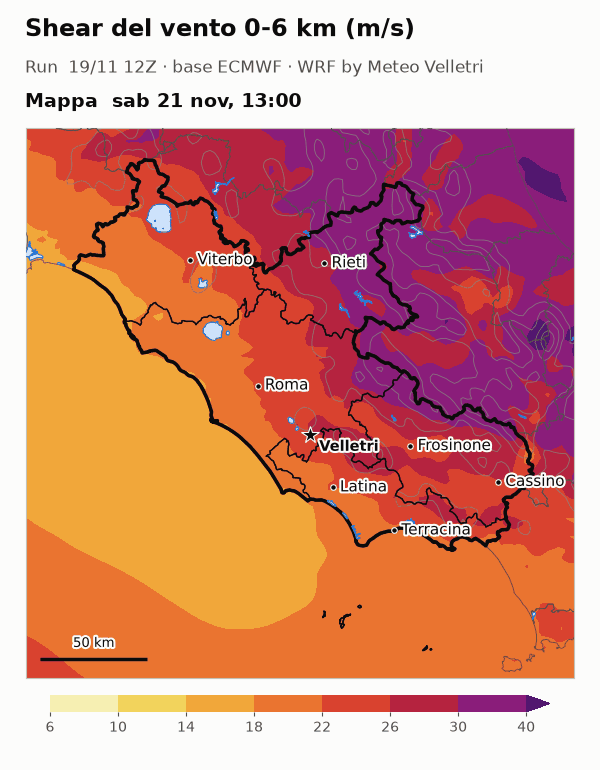 Shear del vento 0-6 km (m/s)
Run  19/11 12Z · base ECMWF · WRF by Meteo Velletri
Mappa  sab 21 nov, 13:00
Viterbo
Rieti
Roma
Velletri
Frosinone
Cassino
Latina
Terracina
50 km
6 10 14 18 22 26 30 40